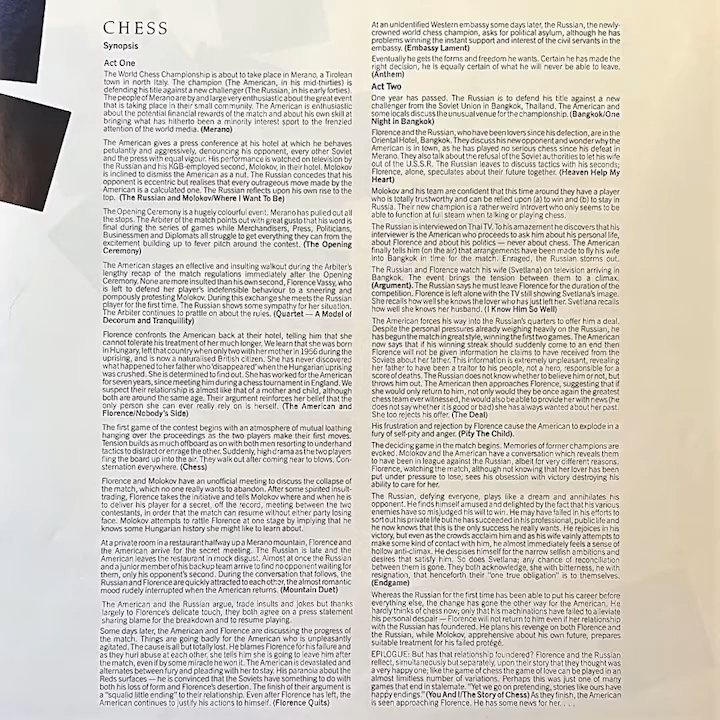 CHESS
Synopsis
Act One
The World Chess Championship is about to take place in Merano, a Tirolean
town in north Italy. The champion (The American, in his mid-thirties) is
defending his title against a new challenger (The Russian, in his early forties).
The people of Merano are by and large very enthusiastic about the great event
that is taking place in their small community. The American is enthusiastic
about the potential financial rewards of the match and about his own skill at
bringing what has hitherto been a minority interest sport to the frenzied
attention of the world media. (Merano)
The American gives a press conference at his hotel at which he behaves
petulantly and aggressively, denouncing his opponent, every other Soviet
and the press with equal vigour. His performance is watched on television by
the Russian and his KGB-employed second, Molokov, in their hotel. Molokov
is inclined to dismiss the American as a nut. The Russian concedes that his
opponent is eccentric but realises that every outrageous move made by the
American is a calculated one. The Russian reflects upon his own rise to the
top. (The Russian and Molokov/Where I Want To Be)
The Opening Ceremony is a hugely colourful event. Merano has pulled out all
the stops. The Arbiter of the match points out with great gusto that his word is
final during the series of games while Merchandisers, Press, Politicians,
Businessmen and Diplomats all struggle to get everything they can from the
excitement building up to fever pitch around the contest. (The Opening
Ceremony)
The American stages an effective and insulting walkout during the Arbiter's
lengthy recap of the match regulations immediately after the Opening
Ceremony. None are more insulted than his own second, Florence Vassy, who
is left to defend her player's indefensible behaviour to a sneering and
pompously protesting Molokov. During this exchange she meets the Russian
player for the first time. The Russian shows some sympathy for her situation.
The Arbiter continues to prattle on about the rules. (Quartet — A Model of
Decorum and Tranquillity)
Florence confronts the American back at their hotel, telling him that she
cannot tolerate his treatment of her much longer. We learn that she was born
in Hungary, left that country when only two with her mother in 1956 during the
uprising, and is now a naturalised British citizen. She has never discovered
what happened to her father who 'disappeared' when the Hungarian uprising
was crushed. She is determined to find out. She has worked for the American
for seven years, since meeting him during a chess tournament in England. We
suspect their relationship is almost like that of a mother and child, although
both are around the same age. Their argument reinforces her belief that the
only person she can ever really rely on is herself. (The American and
Florence/Nobody's Side)
The first game of the contest begins with an atmosphere of mutual loathing
hanging over the proceedings as the two players make their first moves.
Tension builds as much offboard as on with both men resorting to underhand
tactics to distract or enrage the other. Suddenly, high drama as the two players
fling the board up into the air. They walk out after coming near to blows. Con-
sternation everywhere. (Chess)
Florence and Molokov have an unofficial meeting to discuss the collapse of
the match, which no one really wants to abandon. After some spirited insult-
trading, Florence takes the initiative and tells Molokov where and when he is
to deliver his player for a secret, off the record, meeting between the two
contestants, in order that the match can resume without either party losing
face. Molokov attempts to rattle Florence at one stage by implying that he
knows some Hungarian history she might like to learn about.
At a private room in a restaurant halfway up a Merano mountain, Florence and
the American arrive for the secret meeting. The Russian is late and the
American leaves the restaurant in mock disgust. Almost at once the Russian
and a junior member of his backup team arrive to find no opponent waiting for
them, only his opponent's second. During the conversation that follows, the
Russian and Florence are quickly attracted to each other, the almost romantic
mood rudely interrupted when the American returns. (Mountain Duet)
The American and the Russian argue, trade insults and jokes but thanks
largely to Florence's delicate touch, they both agree on a press statement
sharing blame for the breakdown and to resume playing.
Some days later, the American and Florence are discussing the progress of
the match. Things are going badly for the American who is unpleasantly
agitated. The cause is all but totally lost. He blames Florence for his failure and
as they hurl abuse at each other, she tells him she is going to leave him after
the match, even if by some miracle he won it. The American is devastated and
alternates between fury and pleading with her to stay. His paranoia about the
Reds surfaces — he is convinced that the Soviets have something to do with
both his loss of form and Florence's desertion. The finish of their argument is
a "squalid little ending" to their relationship. Even after Florence has left, the
American continues to justify his actions to himself. (Florence Quits)
At an unidentified Western embassy some days later, the Russian, the newly-
crowned world chess champion, asks for political asylum, although he has
problems winning the instant support and interest of the civil servants in the
embassy. (Embassy Lament)
Eventually he gets the forms and freedom he wants. Certain he has made the
right decision, he is equally certain of what he will never be able to leave.
(Anthem)
Act Two
One year has passed. The Russian is to defend his title against a new
challenger from the Soviet Union in Bangkok, Thailand. The American and
some locals discuss the unusual venue for the championship. (Bangkok/One
Night in Bangkok)
Florence and the Russian, who have been lovers since his defection, are in the
Oriental Hotel, Bangkok. They discuss his new opponent and wonder why the
American is in town, as he has played no serious chess since his defeat in
Merano. They also talk about the refusal of the Soviet authorities to let his wife
out of the U.S.S.R. The Russian leaves to discuss tactics with his seconds;
Florence, alone, speculates about their future together. (Heaven Help My
Heart)
Molokov and his team are confident that this time around they have a player
who is totally trustworthy and can be relied upon (a) to win and (b) to stay in
Russia. Their new champion is a rather weird introvert who only seems to be
able to function at full steam when talking or playing chess.
The Russian is interviewed on Thai TV. To his amazement he discovers that his
interviewer is the American who proceeds to ask him about his personal life,
about Florence and about his politics — never about chess. The American
finally tells him (on the air) that arrangements have been made to fly his wife
into Bangkok in time for the match. Enraged, the Russian storms out.
The Russian and Florence watch his wife (Svetlana) on television arriving in
Bangkok. The event brings the tension between them to a climax.
(Argument). The Russian says he must leave Florence for the duration of the
competition. Florence is left alone with the TV still showing Svetlana's image.
She recalls how well she knows the lover who has just left her. Svetlana recalls
how well she knows her husband. (I Know Him So Well)
The American forces his way into the Russian's quarters to offer him a deal.
Despite the personal pressures already weighing heavily on the Russian, he
has begun the match in great style, winning the first two games. The American
now says that if his winning streak should suddenly come to an end then
Florence will not be given information he claims to have received from the
Soviets about her father. This information is extremely unpleasant, revealing
her father to have been a traitor to his people, not a hero, responsible for a
score of deaths. The Russian does not know whether to believe him or not, but
throws him out. The American then approaches Florence, suggesting that if
she would only return to him, not only would they be once again the greatest
chess team ever witnessed, he would also be able to provide her with news (he
does not say whether it is good or bad) she has always wanted about her past.
She too rejects his offer. (The Deal)
His frustration and rejection by Florence cause the American to explode in a
fury of self-pity and anger. (Pity The Child).
The deciding game in the match begins. Memories of former champions are
evoked. Molokov and the American have a conversation which reveals them
to have been in league against the Russian, albeit for very different reasons.
Florence, watching the match, although not knowing that her lover has been
put under pressure to lose, sees his obsession with victory destroying his
ability to care for her.
The Russian, defying everyone, plays like a dream and annihilates his
opponent. He finds himself amused and delighted by the fact that his various
enemies have so misjudged his will to win. He may have failed in his efforts to
sort out his private life but he has succeeded in his professional, public life and
he now knows that this is the only success he really wants. He rejoices in his
victory, but even as the crowds acclaim him and as his wife vainly attempts to
make some kind of contact with him, he almost immediately feels a sense of
hollow anti-climax. He despises himself for the narrow selfish ambitions and
desires that satisfy him. So does Svetlana; any chance of reconciliation
between them is gone. They both acknowledge, she with bitterness, he with
resignation, that henceforth their "one true obligation" is to themselves.
(Endgame)
Whereas the Russian for the first time has been able to put his career before
everything else, the change has gone the other way for the American. He
hardly thinks of chess now; only that his machinations have failed to alleviate
his personal despair — Florence will not return to him even if her relationship
with the Russian has foundered. He plans his revenge on both Florence and
the Russian, while Molokov, apprehensive about his own future, prepares
suitable treatment for his failed protégé.
EPILOGUE: But has that relationship foundered? Florence and the Russian
reflect, simultaneously but separately, upon their story that they thought was
a very happy one; like the game of chess the game of love can be played in an
almost limitless number of variations. Perhaps this was just one of many
games that end in stalemate. "Yet we go on pretending, stories like ours have
happy endings." (You And I/The Story of Chess) As they finish, the American
is seen approaching Florence. He has some news for her. . . .